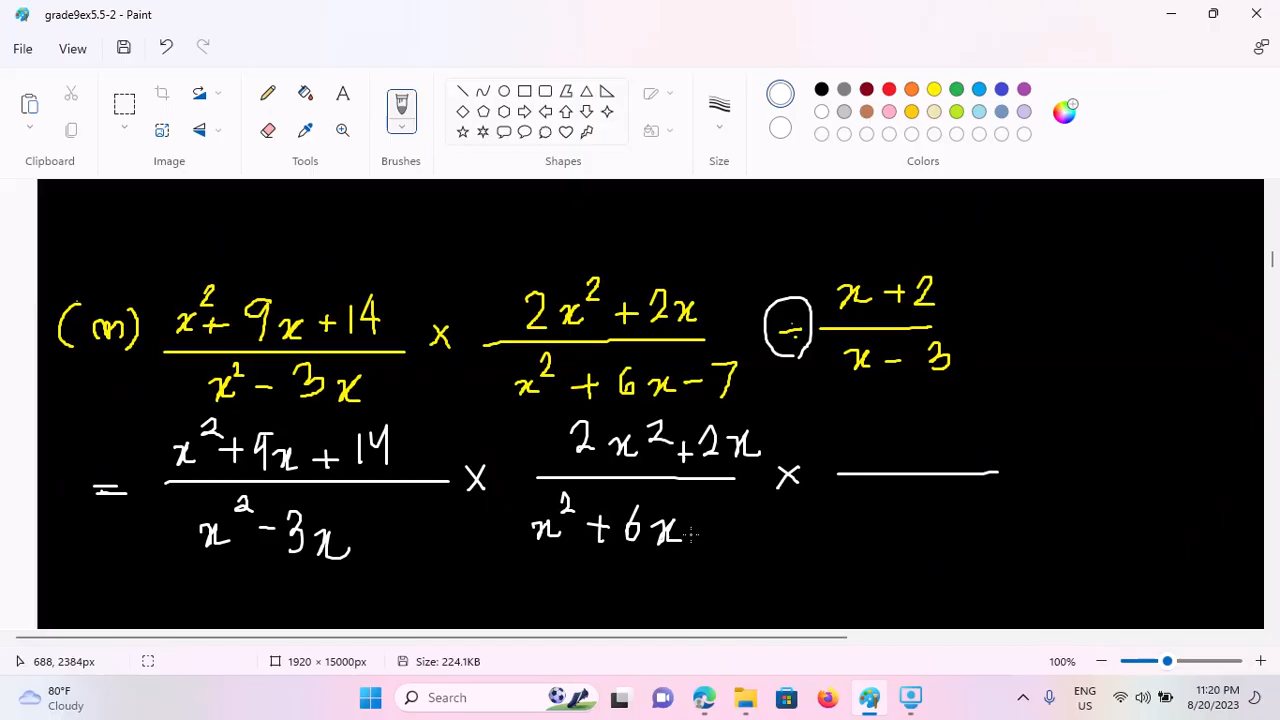 grade9ex5.5-2 - Paint
File View
Clipboard Image Tools Brushes Shapes Size Colors
(m) (x² + 9x + 14)/(x² - 3x) × (2x² + 2x)/(x² + 6x - 7) ÷ (x + 2)/(x - 3)
= (x² + 9x + 14)/(x² - 3x) × (2x² + 2x)/(x² + 6x ×
688, 2384px 1920 × 15000px Size: 224.1KB 100%
80°F
Cloudy
Search
ENG
US
11:20 PM
8/20/2023